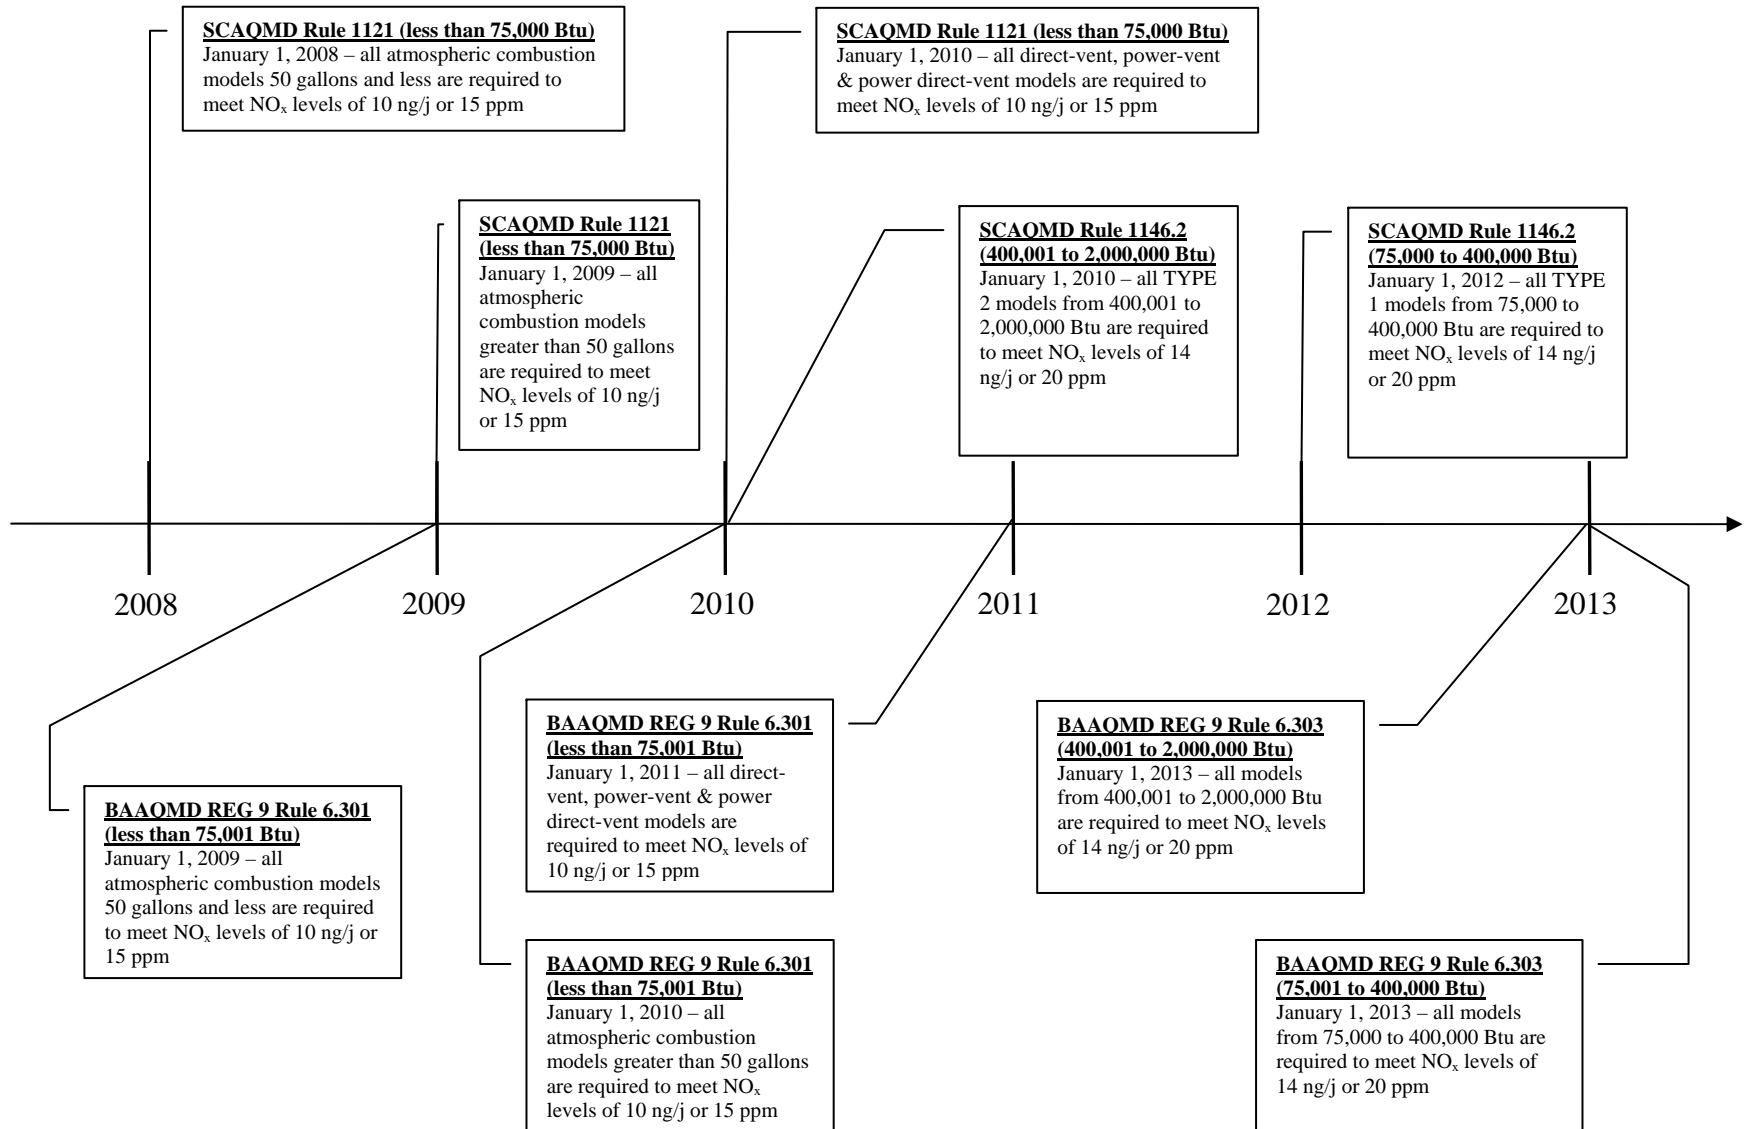 SCAQMD Rule 1121 (less than 75,000 Btu)
January 1, 2008 – all atmospheric combustion
models 50 gallons and less are required to
meet NOx levels of 10 ng/j or 15 ppm
SCAQMD Rule 1121 (less than 75,000 Btu)
January 1, 2010 – all direct-vent, power-vent
& power direct-vent models are required to
meet NOx levels of 10 ng/j or 15 ppm
SCAQMD Rule 1121
(less than 75,000 Btu)
January 1, 2009 – all
atmospheric
combustion models
greater than 50 gallons
are required to meet
NOx levels of 10 ng/j
or 15 ppm
SCAQMD Rule 1146.2
(400,001 to 2,000,000 Btu)
January 1, 2010 – all TYPE
2 models from 400,001 to
2,000,000 Btu are required
to meet NOx levels of 14
ng/j or 20 ppm
SCAQMD Rule 1146.2
(75,000 to 400,000 Btu)
January 1, 2012 – all TYPE
1 models from 75,000 to
400,000 Btu are required to
meet NOx levels of 14 ng/j
or 20 ppm
2008
2009
2010
2011
2012
2013
BAAQMD REG 9 Rule 6.301
(less than 75,001 Btu)
January 1, 2009 – all
atmospheric combustion models
50 gallons and less are required
to meet NOx levels of 10 ng/j or
15 ppm
BAAQMD REG 9 Rule 6.301
(less than 75,001 Btu)
January 1, 2011 – all direct-
vent, power-vent & power
direct-vent models are
required to meet NOx levels of
10 ng/j or 15 ppm
BAAQMD REG 9 Rule 6.303
(400,001 to 2,000,000 Btu)
January 1, 2013 – all models
from 400,001 to 2,000,000 Btu
are required to meet NOx levels
of 14 ng/j or 20 ppm
BAAQMD REG 9 Rule 6.301
(less than 75,001 Btu)
January 1, 2010 – all
atmospheric combustion
models greater than 50 gallons
are required to meet NOx
levels of 10 ng/j or 15 ppm
BAAQMD REG 9 Rule 6.303
(75,001 to 400,000 Btu)
January 1, 2013 – all models
from 75,000 to 400,000 Btu are
required to meet NOx levels of
14 ng/j or 20 ppm